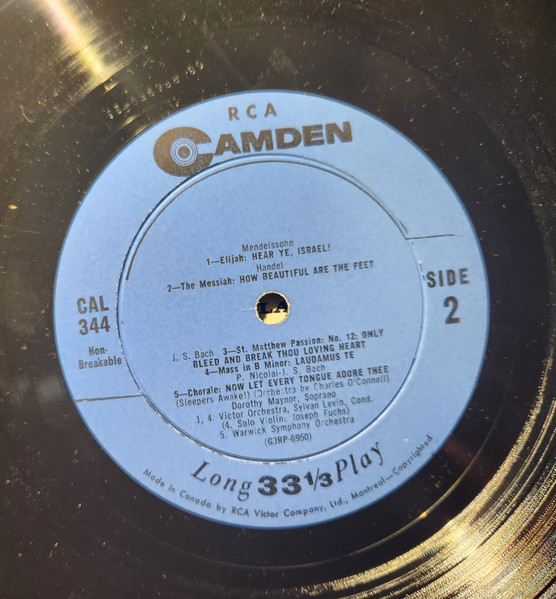 RCA
CAMDEN
Mendelssohn
1—Elijah: HEAR YE, ISRAEL!
Handel
2—The Messiah: HOW BEAUTIFUL ARE THE FEET
CAL
344
Non-
Breakable
SIDE
2
J. S. Bach 3—St. Matthew Passion: No. 12: ONLY
BLEED AND BREAK THOU LOVING HEART
4—Mass in B Minor: LAUDAMUS TE
P. Nicolai-J. S. Bach
5—Chorale: NOW LET EVERY TONGUE ADORE THEE
(Sleepers Awake!) (Orchestra by Charles O'Connell)
Dorothy Maynor, Soprano
1, 4. Victor Orchestra, Sylvan Levin, Cond.
(4. Solo Violin: Joseph Fuchs)
5. Warwick Symphony Orchestra
(G3RP-6950)
Long 33 1/3 Play
Made in Canada by RCA Victor Company, Ltd., Montreal—Copyrighted